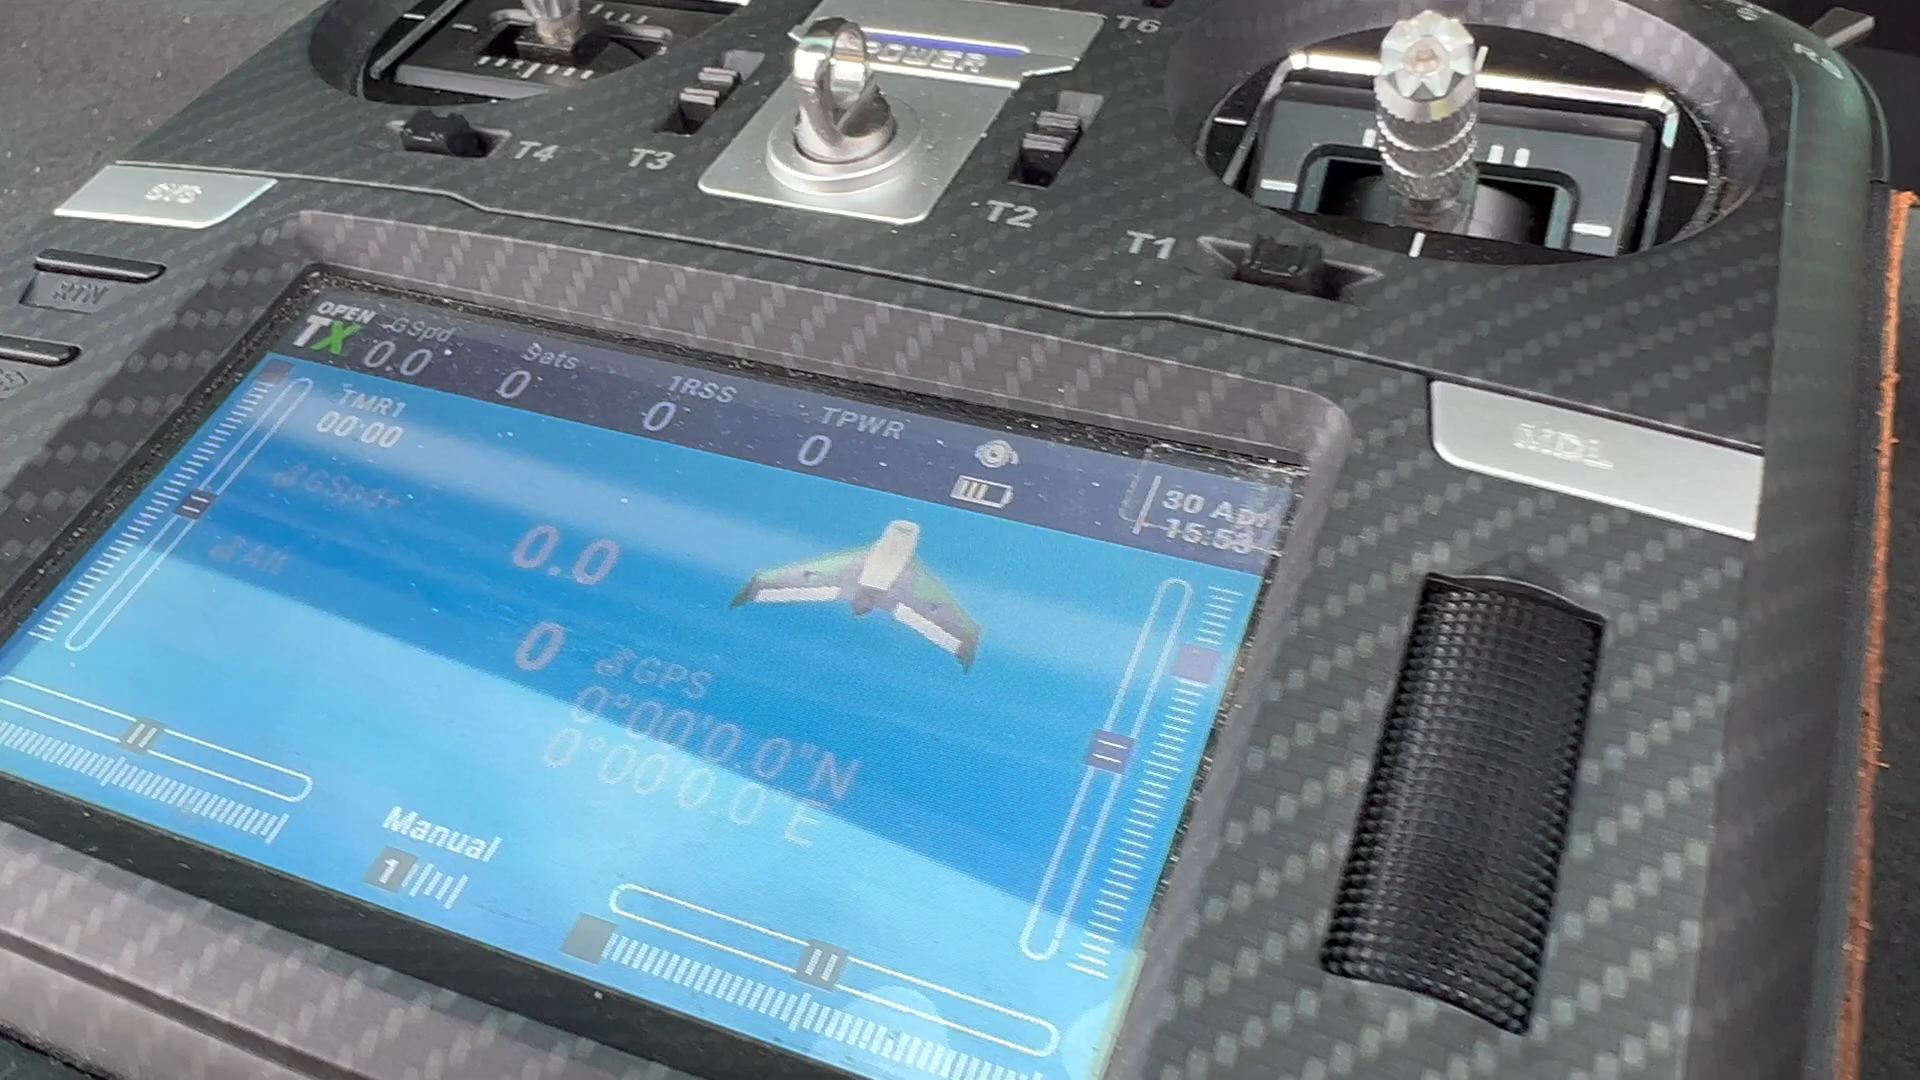 T6
POWER
T4
T3
T2
T1
SYS
RTN
MDL
OPEN
TX
GSpd
0.0
Sats
0
1RSS
0
TPWR
0
30 Apr
15:53
TMR1
00:00
GSpd+
0.0
Alt
0
GPS
0°00'0.0"N
0°00'0.0"E
Manual
1